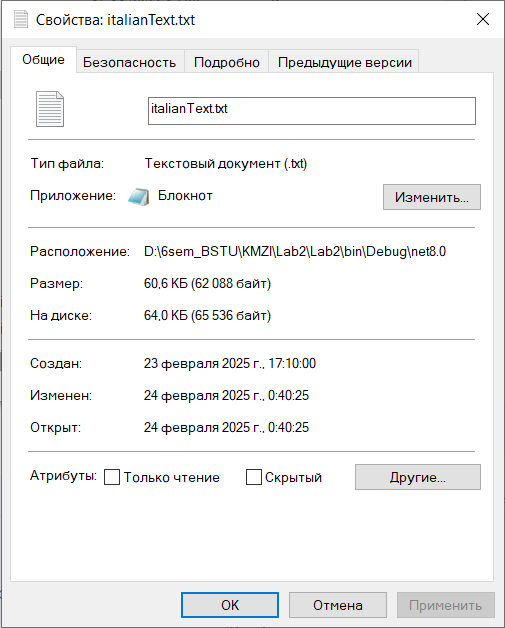 Свойства: italianText.txt
Общие Безопасность Подробно Предыдущие версии
italianText.txt
Тип файла: Текстовый документ (.txt)
Приложение: Блокнот Изменить...
Расположение: D:\6sem_BSTU\KMZI\Lab2\Lab2\bin\Debug\net8.0
Размер: 60,6 КБ (62 088 байт)
На диске: 64,0 КБ (65 536 байт)
Создан: 23 февраля 2025 г., 17:10:00
Изменен: 24 февраля 2025 г., 0:40:25
Открыт: 24 февраля 2025 г., 0:40:25
Атрибуты: Только чтение Скрытый Другие...
OK Отмена Применить